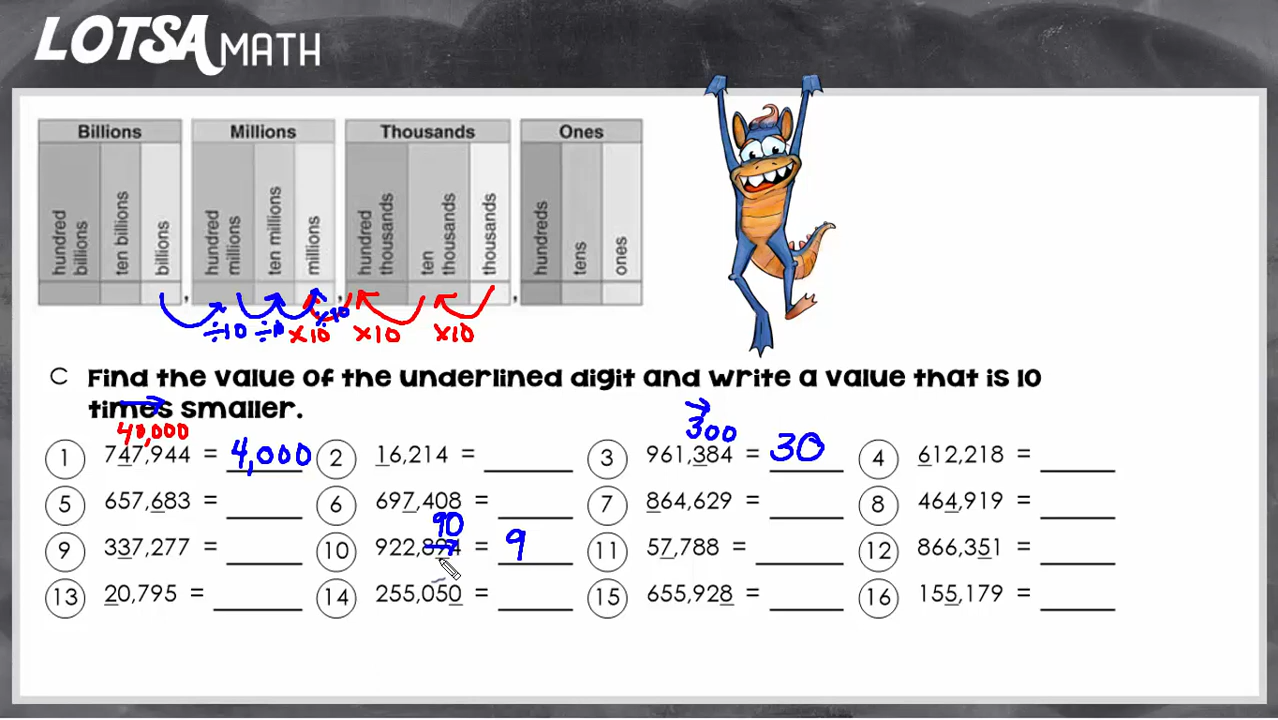 LOTSA MATH
Billions Millions Thousands Ones
hundred billions ten billions billions , hundred millions ten millions millions , hundred thousands ten thousands thousands , hundreds tens ones
÷10 ÷10 ×10 ×10 ×10 ×10
C Find the value of the underlined digit and write a value that is 10
times smaller.
40,000 300
1 747,944 = 4,000 2 16,214 = 3 961,384 = 30 4 612,218 =
5 657,683 = 6 697,408 = 7 864,629 = 8 464,919 =
90
9 337,277 = 10 922,894 = 9 11 57,788 = 12 866,351 =
13 20,795 = 14 255,050 = 15 655,928 = 16 155,179 =